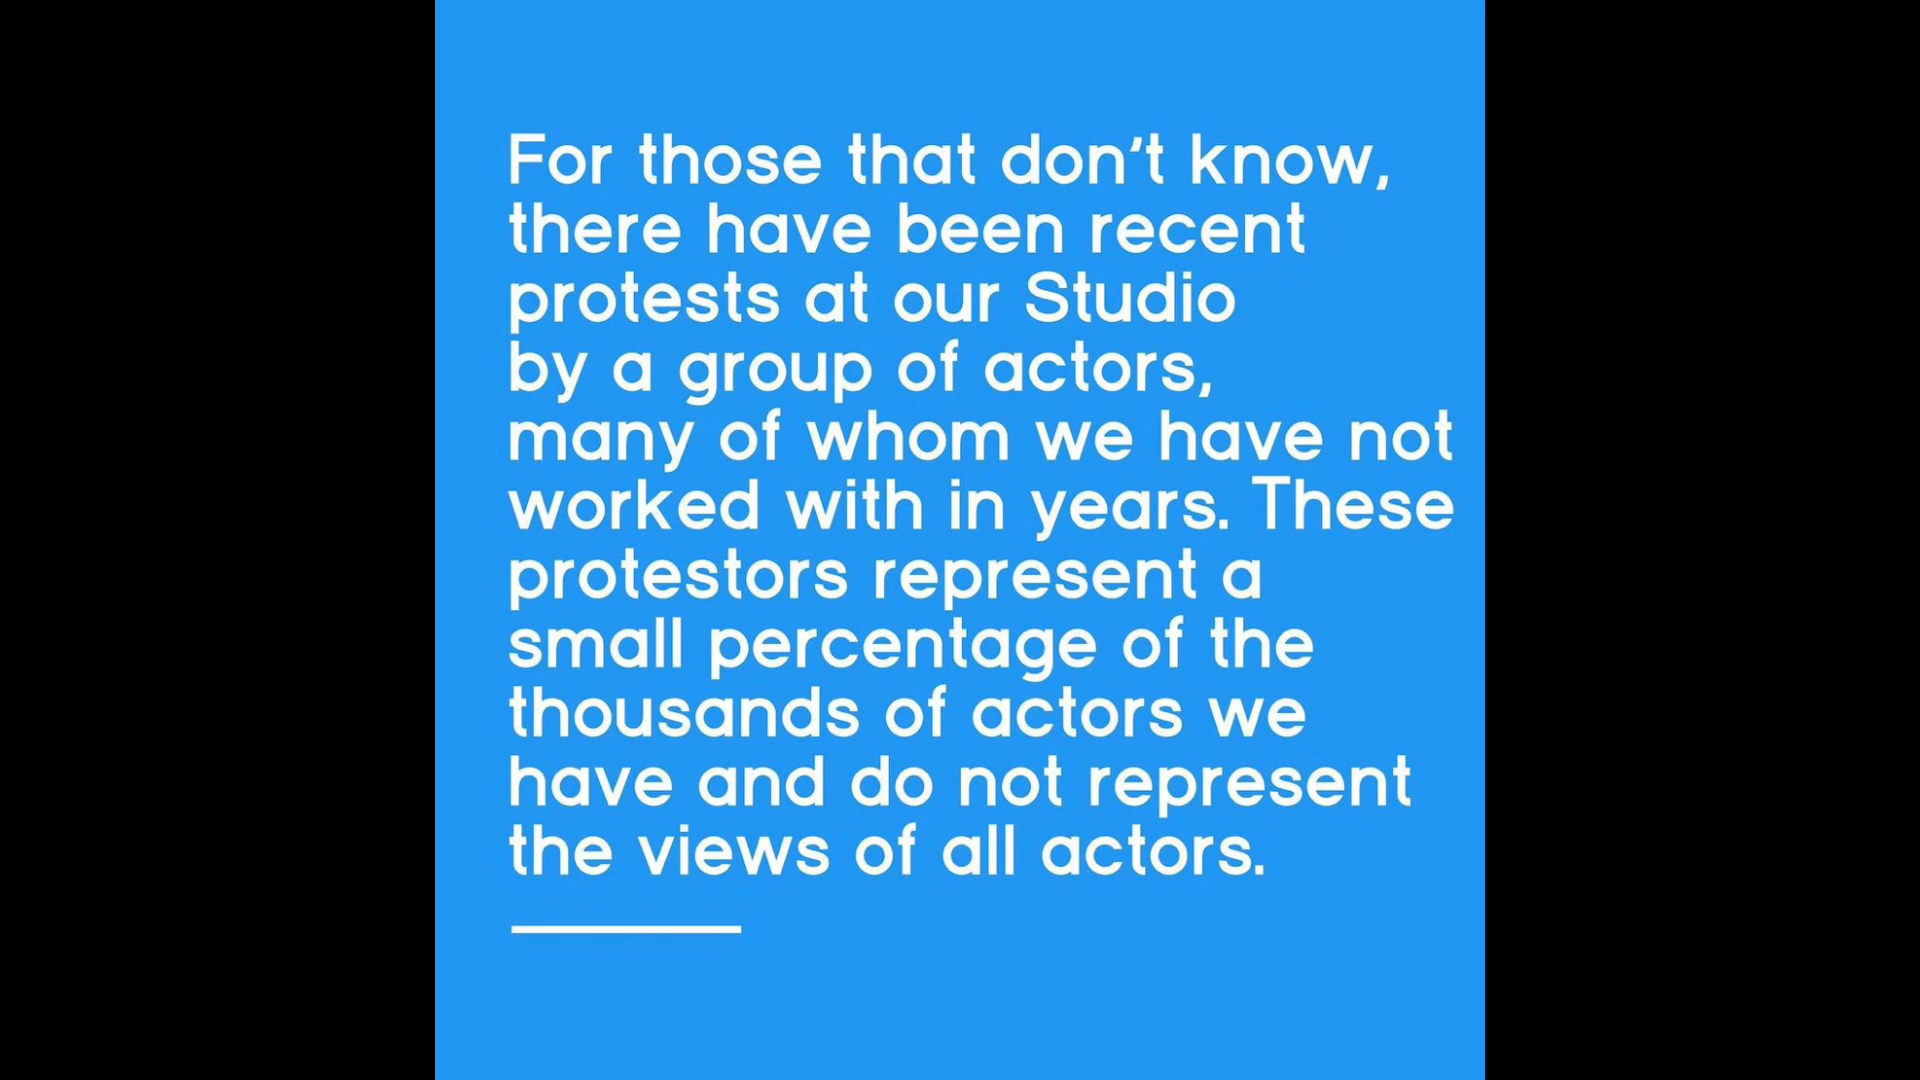 For those that don't know,
there have been recent
protests at our Studio
by a group of actors,
many of whom we have not
worked with in years. These
protestors represent a
small percentage of the
thousands of actors we
have and do not represent
the views of all actors.